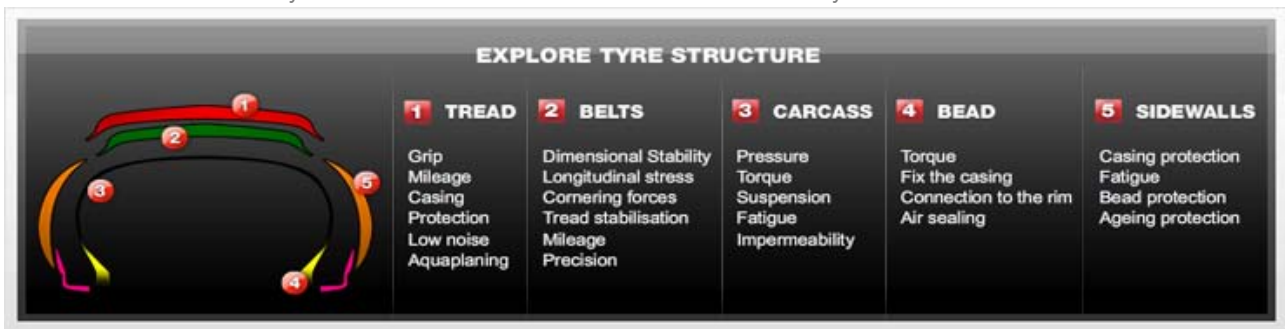 EXPLORE TYRE STRUCTURE
1 TREAD
Grip
Mileage
Casing
Protection
Low noise
Aquaplaning
2 BELTS
Dimensional Stability
Longitudinal stress
Cornering forces
Tread stabilisation
Mileage
Precision
3 CARCASS
Pressure
Torque
Suspension
Fatigue
Impermeability
4 BEAD
Torque
Fix the casing
Connection to the rim
Air sealing
5 SIDEWALLS
Casing protection
Fatigue
Bead protection
Ageing protection
1
2
3
5
4